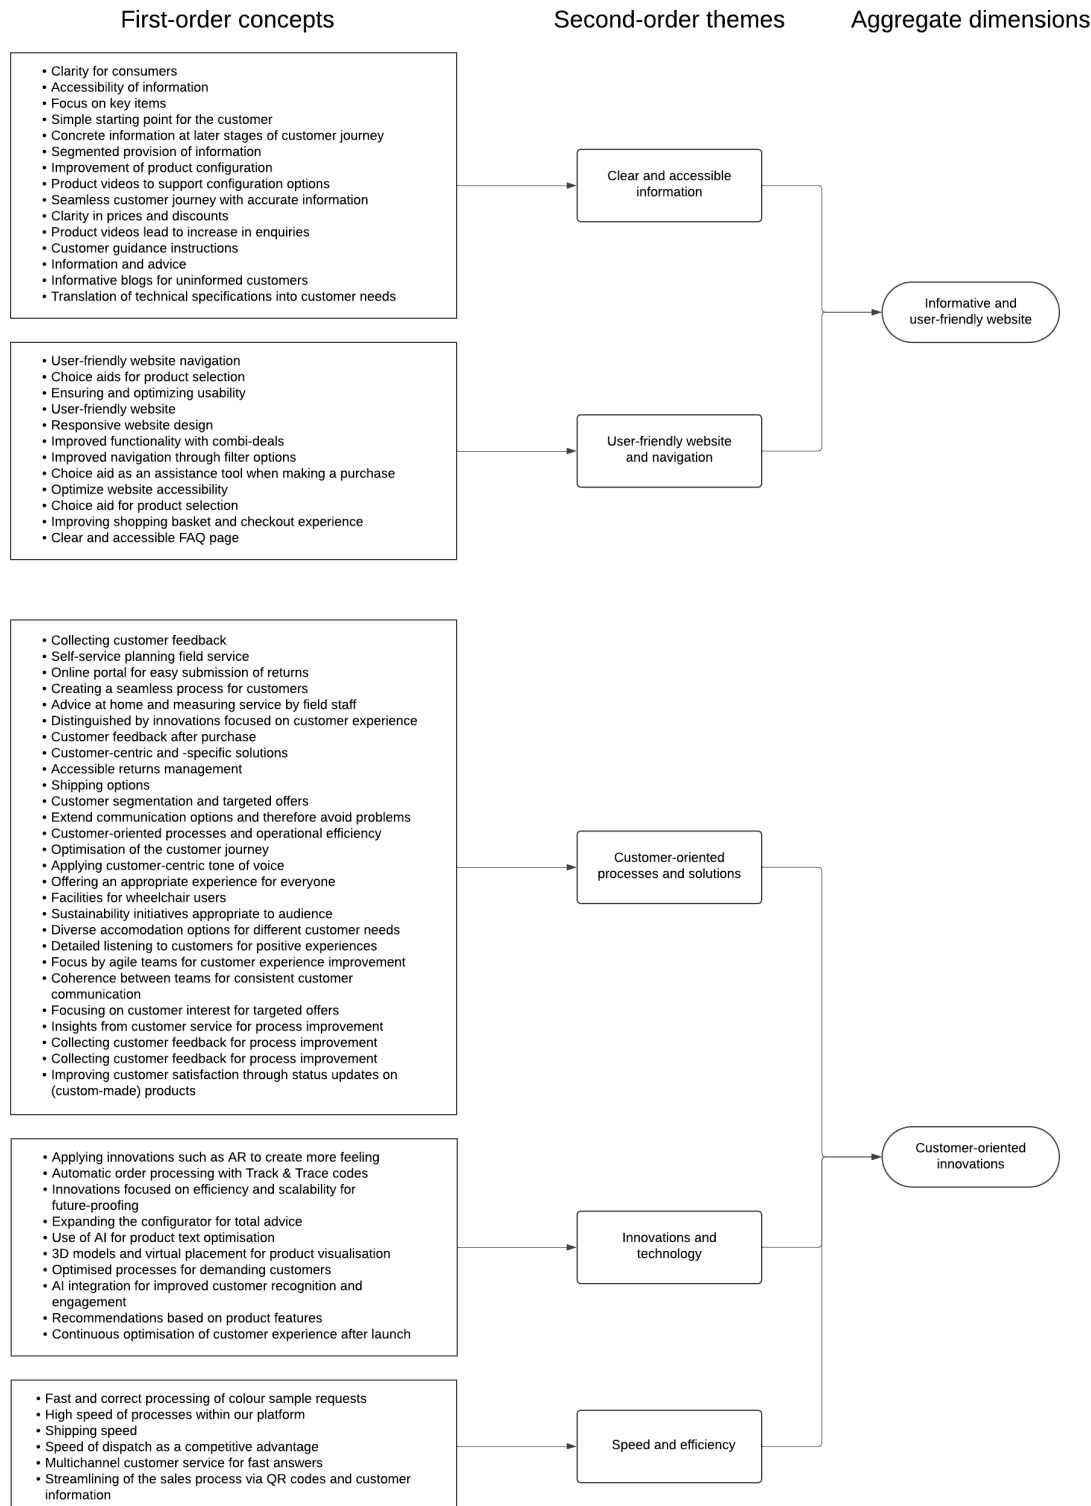 First-order concepts
Second-order themes
Aggregate dimensions
• Clarity for consumers
• Accessibility of information
• Focus on key items
• Simple starting point for the customer
• Concrete information at later stages of customer journey
• Segmented provision of information
• Improvement of product configuration
• Product videos to support configuration options
• Seamless customer journey with accurate information
• Clarity in prices and discounts
• Product videos lead to increase in enquiries
• Customer guidance instructions
• Information and advice
• Informative blogs for uninformed customers
• Translation of technical specifications into customer needs
Clear and accessible
information
Informative and
user-friendly website
• User-friendly website navigation
• Choice aids for product selection
• Ensuring and optimizing usability
• User-friendly website
• Responsive website design
• Improved functionality with combi-deals
• Improved navigation through filter options
• Choice aid as an assistance tool when making a purchase
• Optimize website accessibility
• Choice aid for product selection
• Improving shopping basket and checkout experience
• Clear and accessible FAQ page
User-friendly website
and navigation
• Collecting customer feedback
• Self-service planning field service
• Online portal for easy submission of returns
• Creating a seamless process for customers
• Advice at home and measuring service by field staff
• Distinguished by innovations focused on customer experience
• Customer feedback after purchase
• Customer-centric and -specific solutions
• Accessible returns management
• Shipping options
• Customer segmentation and targeted offers
• Extend communication options and therefore avoid problems
• Customer-oriented processes and operational efficiency
• Optimisation of the customer journey
• Applying customer-centric tone of voice
• Offering an appropriate experience for everyone
• Facilities for wheelchair users
• Sustainability initiatives appropriate to audience
• Diverse accomodation options for different customer needs
• Detailed listening to customers for positive experiences
• Focus by agile teams for customer experience improvement
• Coherence between teams for consistent customer
communication
• Focusing on customer interest for targeted offers
• Insights from customer service for process improvement
• Collecting customer feedback for process improvement
• Collecting customer feedback for process improvement
• Improving customer satisfaction through status updates on
(custom-made) products
Customer-oriented
processes and solutions
Customer-oriented
innovations
• Applying innovations such as AR to create more feeling
• Automatic order processing with Track & Trace codes
• Innovations focused on efficiency and scalability for
future-proofing
• Expanding the configurator for total advice
• Use of AI for product text optimisation
• 3D models and virtual placement for product visualisation
• Optimised processes for demanding customers
• AI integration for improved customer recognition and
engagement
• Recommendations based on product features
• Continuous optimisation of customer experience after launch
Innovations and
technology
• Fast and correct processing of colour sample requests
• High speed of processes within our platform
• Shipping speed
• Speed of dispatch as a competitive advantage
• Multichannel customer service for fast answers
• Streamlining of the sales process via QR codes and customer
information
Speed and efficiency